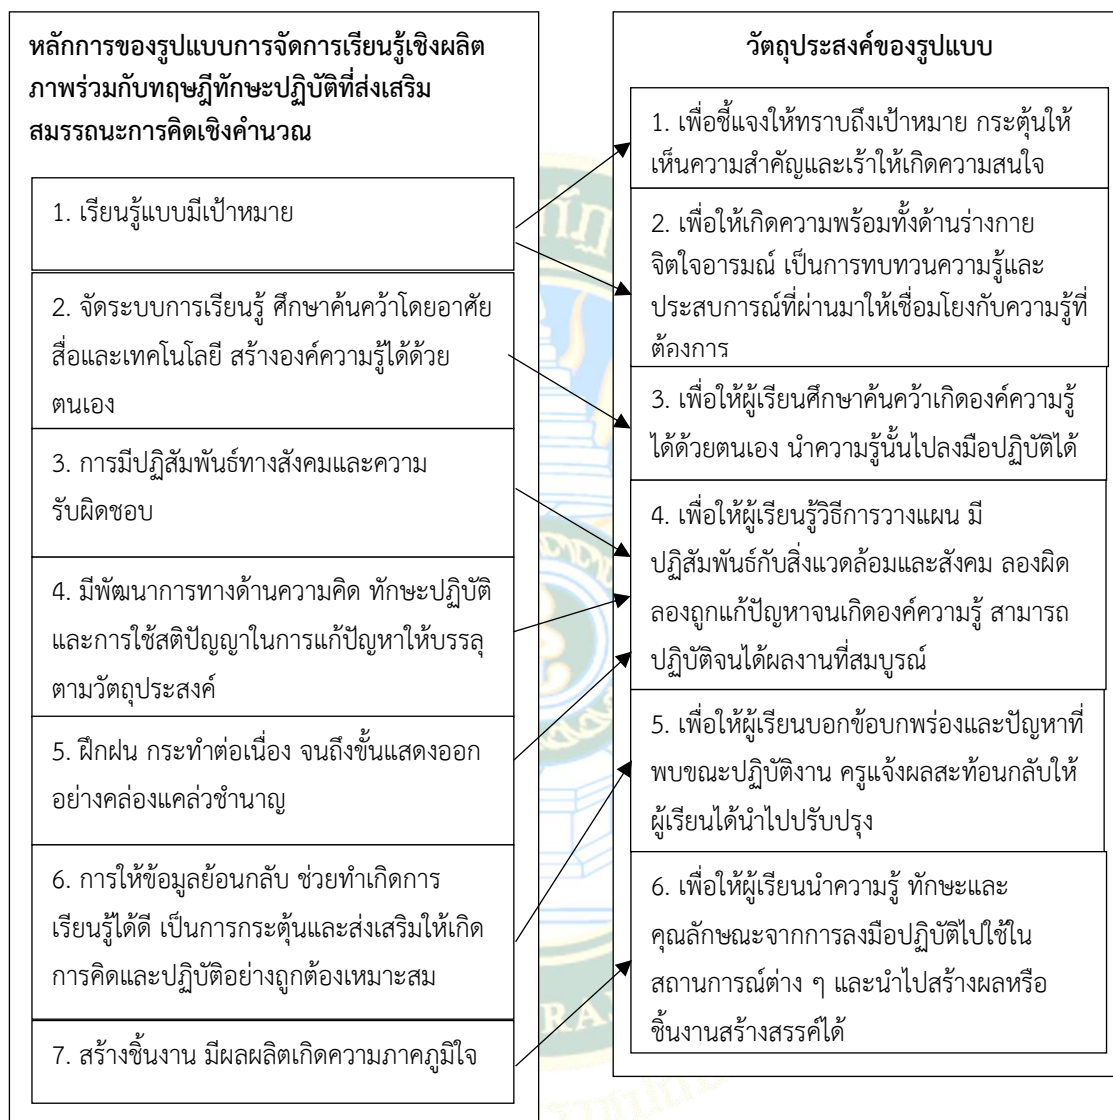 หลักการของรูปแบบการจัดการเรียนรู้เชิงผลิต
ภาพร่วมกับทฤษฎีทักษะปฏิบัติที่ส่งเสริม
สมรรถนะการคิดเชิงคำนวณ
1. เรียนรู้แบบมีเป้าหมาย
2. จัดระบบการเรียนรู้ ศึกษาค้นคว้าโดยอาศัย
สื่อและเทคโนโลยี สร้างองค์ความรู้ได้ด้วย
ตนเอง
3. การมีปฏิสัมพันธ์ทางสังคมและความ
รับผิดชอบ
4. มีพัฒนาการทางด้านความคิด ทักษะปฏิบัติ
และการใช้สติปัญญาในการแก้ปัญหาให้บรรลุ
ตามวัตถุประสงค์
5. ฝึกฝน กระทำต่อเนื่อง จนถึงขั้นแสดงออก
อย่างคล่องแคล่วชำนาญ
6. การให้ข้อมูลย้อนกลับ ช่วยทำเกิดการ
เรียนรู้ได้ดี เป็นการกระตุ้นและส่งเสริมให้เกิด
การคิดและปฏิบัติอย่างถูกต้องเหมาะสม
7. สร้างชิ้นงาน มีผลผลิตเกิดความภาคภูมิใจ
วัตถุประสงค์ของรูปแบบ
1. เพื่อชี้แจงให้ทราบถึงเป้าหมาย กระตุ้นให้
เห็นความสำคัญและเร้าให้เกิดความสนใจ
2. เพื่อให้เกิดความพร้อมทั้งด้านร่างกาย
จิตใจอารมณ์ เป็นการทบทวนความรู้และ
ประสบการณ์ที่ผ่านมาให้เชื่อมโยงกับความรู้ที่
ต้องการ
3. เพื่อให้ผู้เรียนศึกษาค้นคว้าเกิดองค์ความรู้
ได้ด้วยตนเอง นำความรู้นั้นไปลงมือปฏิบัติได้
4. เพื่อให้ผู้เรียนรู้วิธีการวางแผน มี
ปฏิสัมพันธ์กับสิ่งแวดล้อมและสังคม ลองผิด
ลองถูกแก้ปัญหาจนเกิดองค์ความรู้ สามารถ
ปฏิบัติจนได้ผลงานที่สมบูรณ์
5. เพื่อให้ผู้เรียนบอกข้อบกพร่องและปัญหาที่
พบขณะปฏิบัติงาน ครูแจ้งผลสะท้อนกลับให้
ผู้เรียนได้นำไปปรับปรุง
6. เพื่อให้ผู้เรียนนำความรู้ ทักษะและ
คุณลักษณะจากการลงมือปฏิบัติไปใช้ใน
สถานการณ์ต่าง ๆ และนำไปสร้างผลหรือ
ชิ้นงานสร้างสรรค์ได้